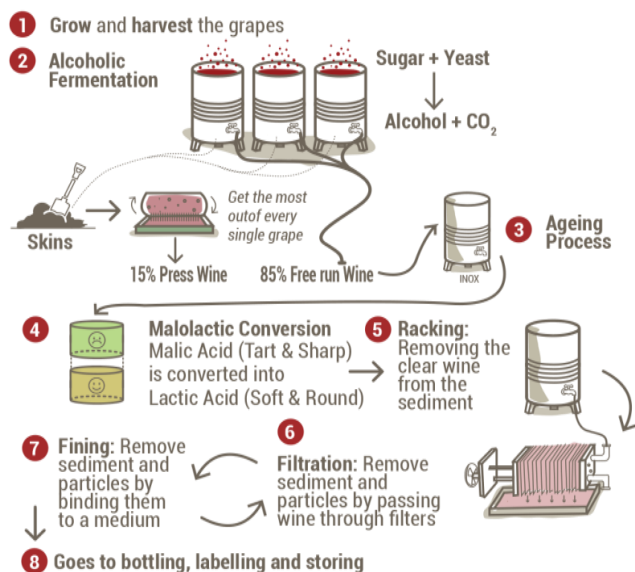 1 Grow and harvest the grapes
2 Alcoholic
Fermentation
Sugar + Yeast
Alcohol + CO₂
Skins
Get the most
outof every
single grape
15% Press Wine
85% Free run Wine
INOX
3 Ageing
Process
4 Malolactic Conversion
Malic Acid (Tart & Sharp)
is converted into
Lactic Acid (Soft & Round)
5 Racking:
Removing the
clear wine
from the
sediment
6
Filtration: Remove
sediment and
particles by passing
wine through filters
7 Fining: Remove
sediment and
particles by
binding them
to a medium
8 Goes to bottling, labelling and storing